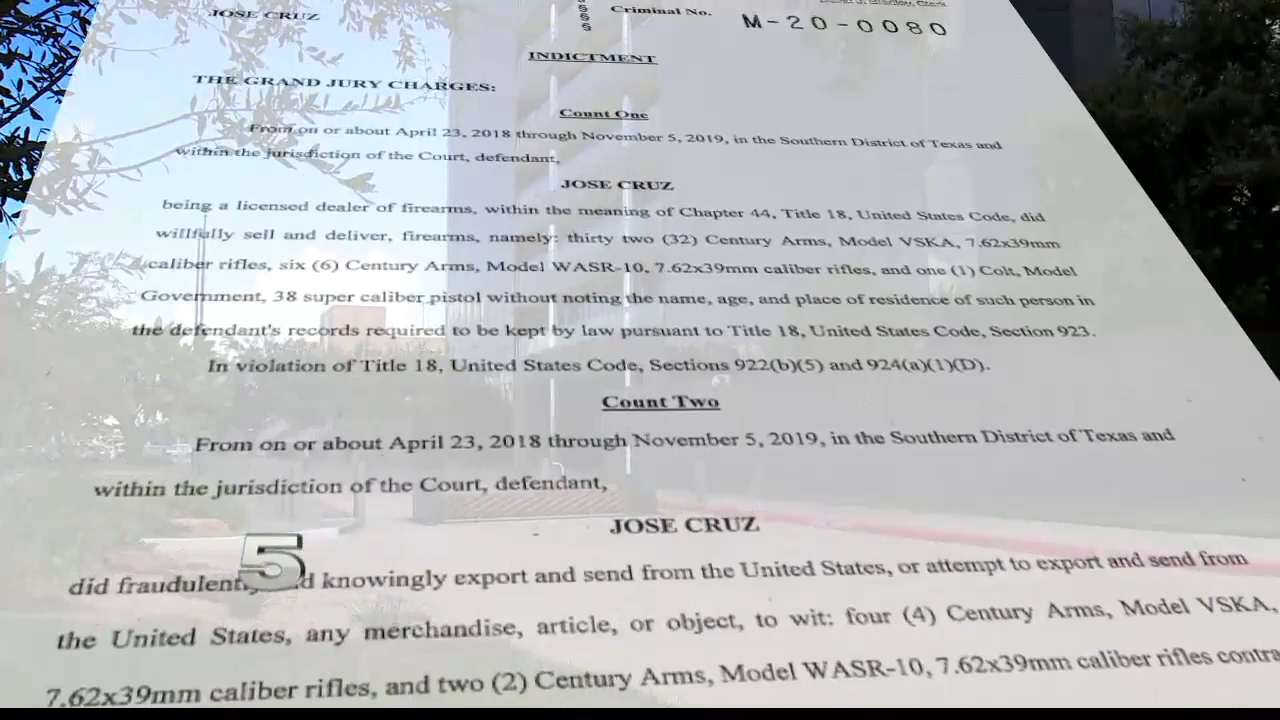 JOSE CRUZ
§
§
§
Criminal No.
M-20-0080
INDICTMENT
THE GRAND JURY CHARGES:
Count One
From on or about April 23, 2018 through November 5, 2019, in the Southern District of Texas and
within the jurisdiction of the Court, defendant,
JOSE CRUZ
being a licensed dealer of firearms, within the meaning of Chapter 44, Title 18, United States Code, did
willfully sell and deliver, firearms, namely: thirty two (32) Century Arms, Model VSKA, 7.62x39mm
caliber rifles, six (6) Century Arms, Model WASR-10, 7.62x39mm caliber rifles, and one (1) Colt, Model
Government, 38 super caliber pistol without noting the name, age, and place of residence of such person in
the defendant's records required to be kept by law pursuant to Title 18, United States Code, Section 923.
In violation of Title 18, United States Code, Sections 922(b)(5) and 924(a)(1)(D).
Count Two
From on or about April 23, 2018 through November 5, 2019, in the Southern District of Texas and
within the jurisdiction of the Court, defendant,
JOSE CRUZ
5
did fraudulent d knowingly export and send from the United States, or attempt to export and send from
the United States, any merchandise, article, or object, to wit: four (4) Century Arms, Model VSKA,
7.62x39mm caliber rifles, and two (2) Century Arms, Model WASR-10, 7.62x39mm caliber rifles contra